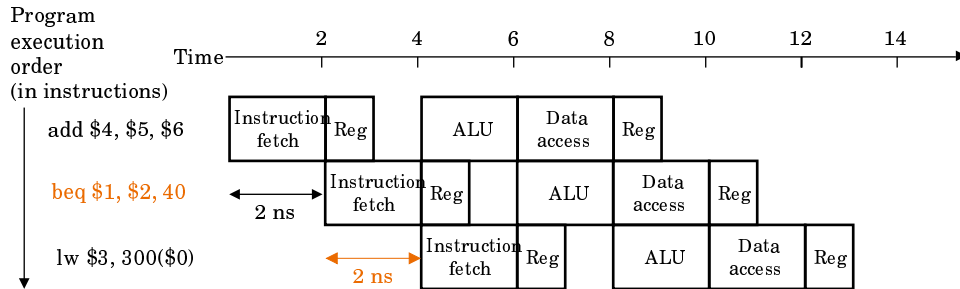 Program
execution
order
(in instructions)
Time
2 4 6 8 10 12 14
add $4, $5, $6
Instruction
fetch
Reg
ALU
Data
access
Reg
beq $1, $2, 40
2 ns
Instruction
fetch
Reg
ALU
Data
access
Reg
lw $3, 300($0)
2 ns
Instruction
fetch
Reg
ALU
Data
access
Reg